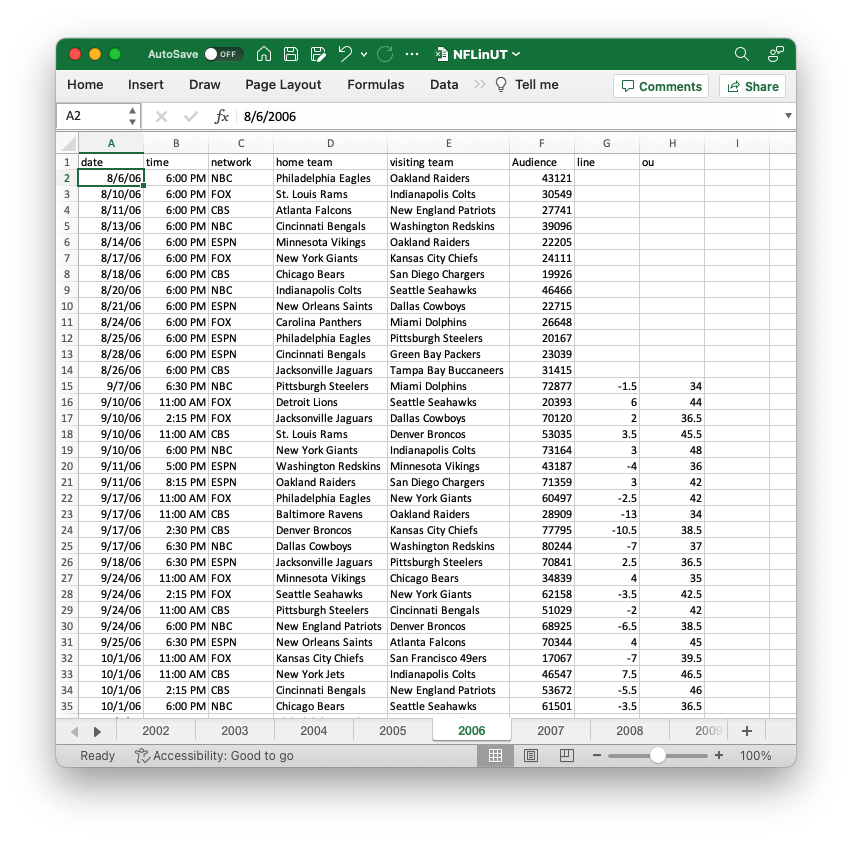 AutoSave OFF ... NFLinUT
Home Insert Draw Page Layout Formulas Data >> Tell me Comments Share
A2 fx 8/6/2006
A B C D E F G H I
1 date time network home team visiting team Audience line ou
2 8/6/06 6:00 PM NBC Philadelphia Eagles Oakland Raiders 43121
3 8/10/06 6:00 PM FOX St. Louis Rams Indianapolis Colts 30549
4 8/11/06 6:00 PM CBS Atlanta Falcons New England Patriots 27741
5 8/13/06 6:00 PM NBC Cincinnati Bengals Washington Redskins 39096
6 8/14/06 6:00 PM ESPN Minnesota Vikings Oakland Raiders 22205
7 8/17/06 6:00 PM FOX New York Giants Kansas City Chiefs 24111
8 8/18/06 6:00 PM CBS Chicago Bears San Diego Chargers 19926
9 8/20/06 6:00 PM NBC Indianapolis Colts Seattle Seahawks 46466
10 8/21/06 6:00 PM ESPN New Orleans Saints Dallas Cowboys 22715
11 8/24/06 6:00 PM FOX Carolina Panthers Miami Dolphins 26648
12 8/25/06 6:00 PM ESPN Philadelphia Eagles Pittsburgh Steelers 20167
13 8/28/06 6:00 PM ESPN Cincinnati Bengals Green Bay Packers 23039
14 8/26/06 6:00 PM CBS Jacksonville Jaguars Tampa Bay Buccaneers 31415
15 9/7/06 6:30 PM NBC Pittsburgh Steelers Miami Dolphins 72877 -1.5 34
16 9/10/06 11:00 AM FOX Detroit Lions Seattle Seahawks 20393 6 44
17 9/10/06 2:15 PM FOX Jacksonville Jaguars Dallas Cowboys 70120 2 36.5
18 9/10/06 11:00 AM CBS St. Louis Rams Denver Broncos 53035 3.5 45.5
19 9/10/06 6:00 PM NBC New York Giants Indianapolis Colts 73164 3 48
20 9/11/06 5:00 PM ESPN Washington Redskins Minnesota Vikings 43187 -4 36
21 9/11/06 8:15 PM ESPN Oakland Raiders San Diego Chargers 71359 3 42
22 9/17/06 11:00 AM FOX Philadelphia Eagles New York Giants 60497 -2.5 42
23 9/17/06 11:00 AM CBS Baltimore Ravens Oakland Raiders 28909 -13 34
24 9/17/06 2:30 PM CBS Denver Broncos Kansas City Chiefs 77795 -10.5 38.5
25 9/17/06 6:30 PM NBC Dallas Cowboys Washington Redskins 80244 -7 37
26 9/18/06 6:30 PM ESPN Jacksonville Jaguars Pittsburgh Steelers 70841 2.5 36.5
27 9/24/06 11:00 AM FOX Minnesota Vikings Chicago Bears 34839 4 35
28 9/24/06 2:15 PM FOX Seattle Seahawks New York Giants 62158 -3.5 42.5
29 9/24/06 11:00 AM CBS Pittsburgh Steelers Cincinnati Bengals 51029 -2 42
30 9/24/06 6:00 PM NBC New England Patriots Denver Broncos 68925 -6.5 38.5
31 9/25/06 6:30 PM ESPN New Orleans Saints Atlanta Falcons 70344 4 45
32 10/1/06 11:00 AM FOX Kansas City Chiefs San Francisco 49ers 17067 -7 39.5
33 10/1/06 11:00 AM CBS New York Jets Indianapolis Colts 46547 7.5 46.5
34 10/1/06 2:15 PM CBS Cincinnati Bengals New England Patriots 53672 -5.5 46
35 10/1/06 6:00 PM NBC Chicago Bears Seattle Seahawks 61501 -3.5 36.5
2002 2003 2004 2005 2006 2007 2008 2009 +
Ready Accessibility: Good to go - + 100%